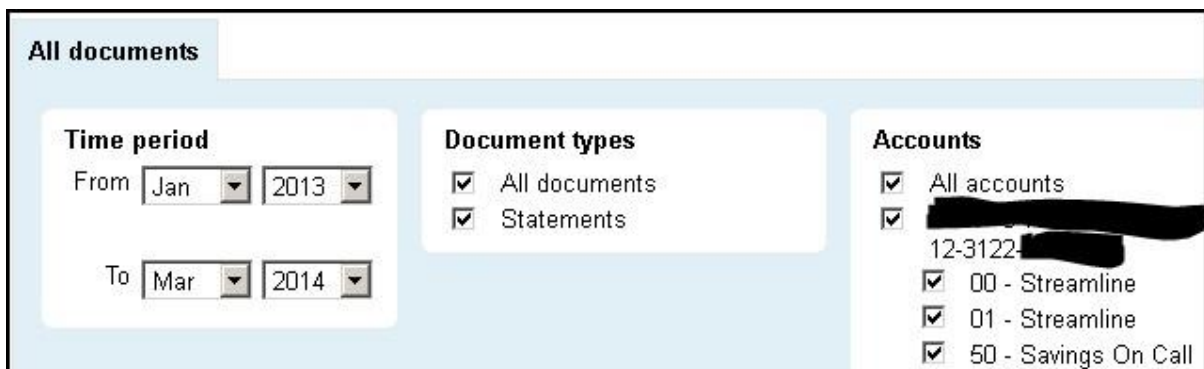 All documents
Time period
From Jan 2013
To Mar 2014
Document types
All documents
Statements
Accounts
All accounts
12-3122-
00 - Streamline
01 - Streamline
50 - Savings On Call